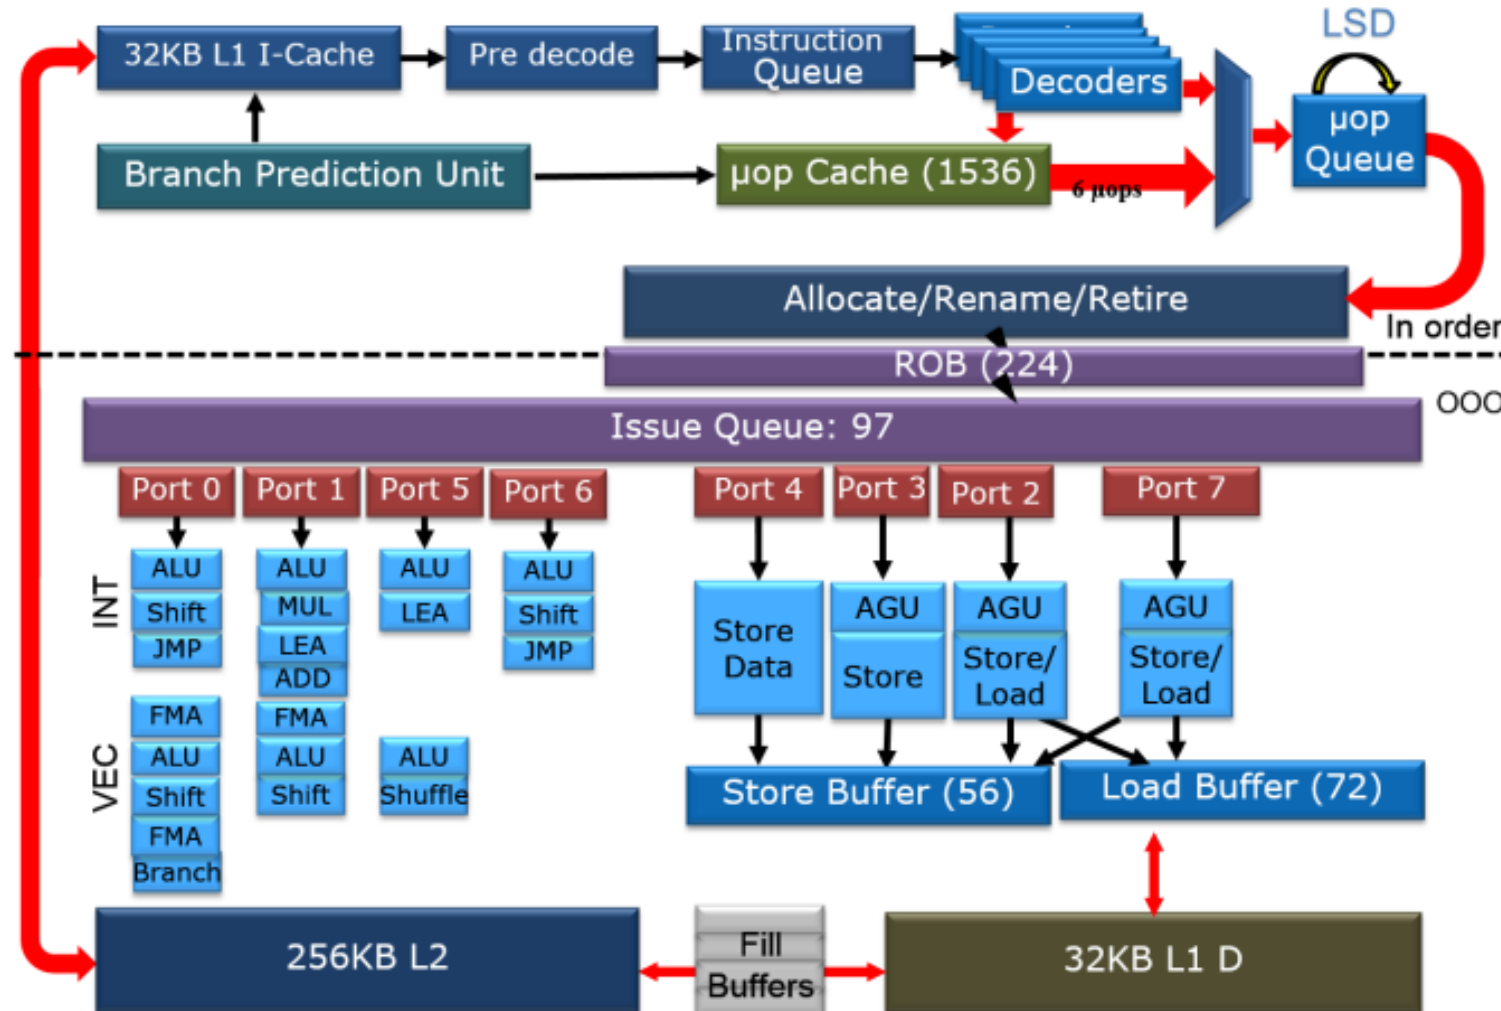 LSD
32KB L1 I-Cache
Pre decode
Instruction
Queue
Decoders
µop
Queue
Branch Prediction Unit
µop Cache (1536)
6 µops
Allocate/Rename/Retire
In order
ROB (224)
OOO
Issue Queue: 97
Port 0
Port 1
Port 5
Port 6
Port 4
Port 3
Port 2
Port 7
INT
ALU
Shift
JMP
ALU
MUL
LEA
ADD
ALU
LEA
ALU
Shift
JMP
Store
Data
AGU
Store
AGU
Store/
Load
AGU
Store/
Load
VEC
FMA
ALU
Shift
FMA
Branch
FMA
ALU
Shift
ALU
Shuffle
Store Buffer (56)
Load Buffer (72)
256KB L2
Fill
Buffers
32KB L1 D